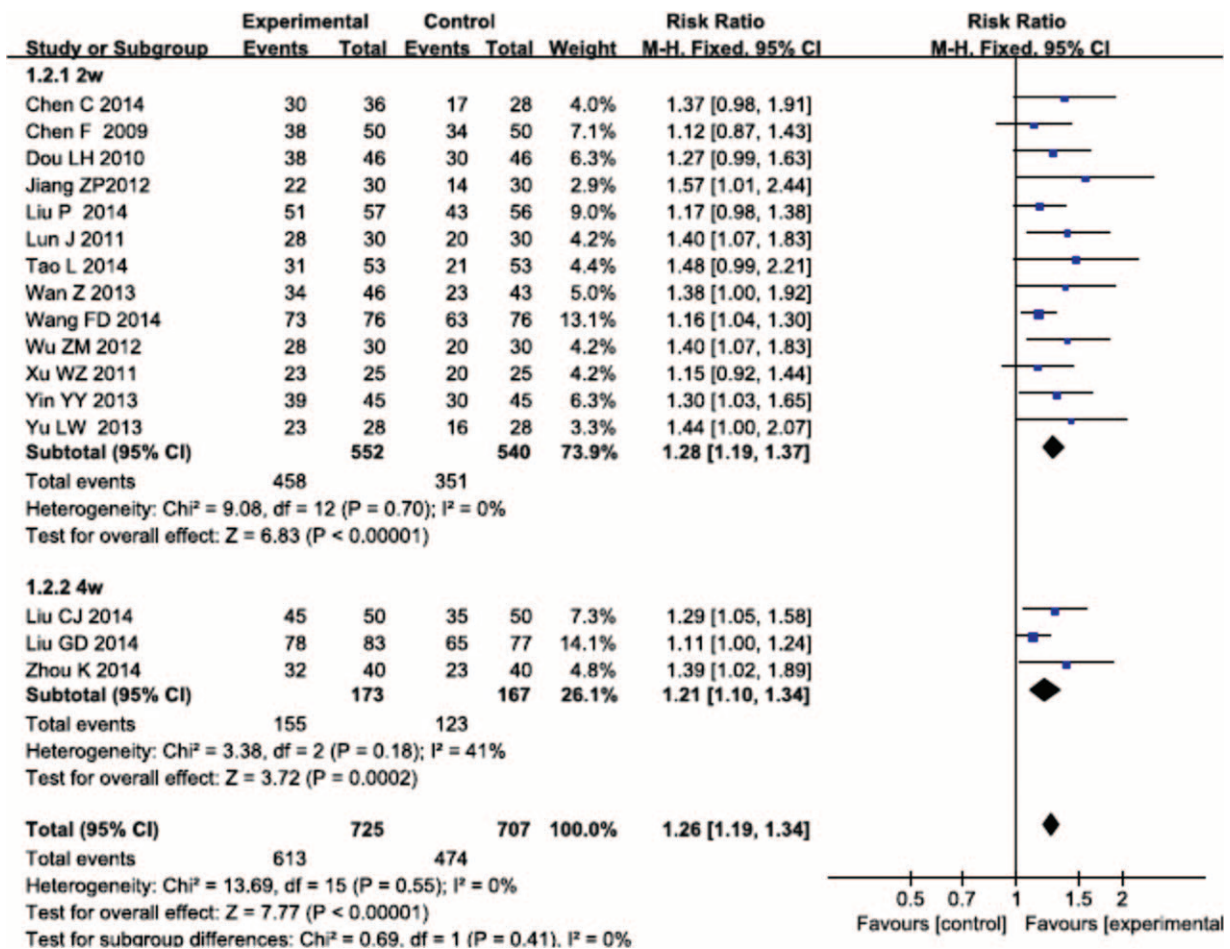 Experimental Control Risk Ratio Risk Ratio
Study or Subgroup Events Total Events Total Weight M-H, Fixed, 95% CI M-H, Fixed, 95% CI
1.2.1 2w
Chen C 2014 30 36 17 28 4.0% 1.37 [0.98, 1.91]
Chen F 2009 38 50 34 50 7.1% 1.12 [0.87, 1.43]
Dou LH 2010 38 46 30 46 6.3% 1.27 [0.99, 1.63]
Jiang ZP2012 22 30 14 30 2.9% 1.57 [1.01, 2.44]
Liu P 2014 51 57 43 56 9.0% 1.17 [0.98, 1.38]
Lun J 2011 28 30 20 30 4.2% 1.40 [1.07, 1.83]
Tao L 2014 31 53 21 53 4.4% 1.48 [0.99, 2.21]
Wan Z 2013 34 46 23 43 5.0% 1.38 [1.00, 1.92]
Wang FD 2014 73 76 63 76 13.1% 1.16 [1.04, 1.30]
Wu ZM 2012 28 30 20 30 4.2% 1.40 [1.07, 1.83]
Xu WZ 2011 23 25 20 25 4.2% 1.15 [0.92, 1.44]
Yin YY 2013 39 45 30 45 6.3% 1.30 [1.03, 1.65]
Yu LW 2013 23 28 16 28 3.3% 1.44 [1.00, 2.07]
Subtotal (95% CI) 552 540 73.9% 1.28 [1.19, 1.37]
Total events 458 351
Heterogeneity: Chi² = 9.08, df = 12 (P = 0.70); I² = 0%
Test for overall effect: Z = 6.83 (P < 0.00001)
1.2.2 4w
Liu CJ 2014 45 50 35 50 7.3% 1.29 [1.05, 1.58]
Liu GD 2014 78 83 65 77 14.1% 1.11 [1.00, 1.24]
Zhou K 2014 32 40 23 40 4.8% 1.39 [1.02, 1.89]
Subtotal (95% CI) 173 167 26.1% 1.21 [1.10, 1.34]
Total events 155 123
Heterogeneity: Chi² = 3.38, df = 2 (P = 0.18); I² = 41%
Test for overall effect: Z = 3.72 (P = 0.0002)
Total (95% CI) 725 707 100.0% 1.26 [1.19, 1.34]
Total events 613 474
Heterogeneity: Chi² = 13.69, df = 15 (P = 0.55); I² = 0%
Test for overall effect: Z = 7.77 (P < 0.00001)
Test for subgroup differences: Chi² = 0.69, df = 1 (P = 0.41), I² = 0%
0.5 0.7 1 1.5 2
Favours [control] Favours [experimental